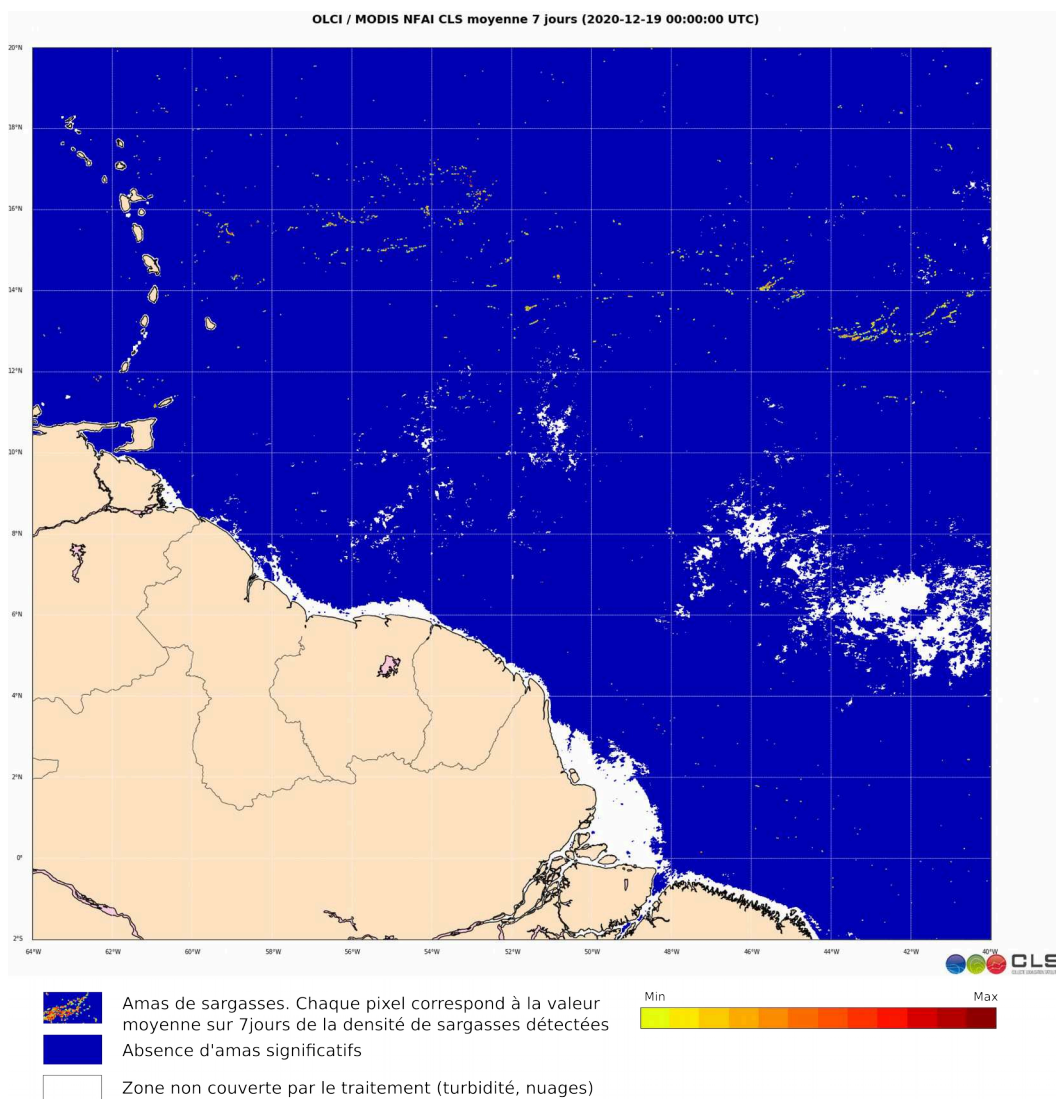 OLCI / MODIS NFAI CLS moyenne 7 jours (2020-12-19 00:00:00 UTC)
20°N
18°N
16°N
14°N
12°N
10°N
8°N
6°N
4°N
2°N
0°
2°S
64°W 62°W 60°W 58°W 56°W 54°W 52°W 50°W 48°W 46°W 44°W 42°W 40°W
CLS
Amas de sargasses. Chaque pixel correspond à la valeur
moyenne sur 7jours de la densité de sargasses détectées
Min Max
Absence d'amas significatifs
Zone non couverte par le traitement (turbidité, nuages)